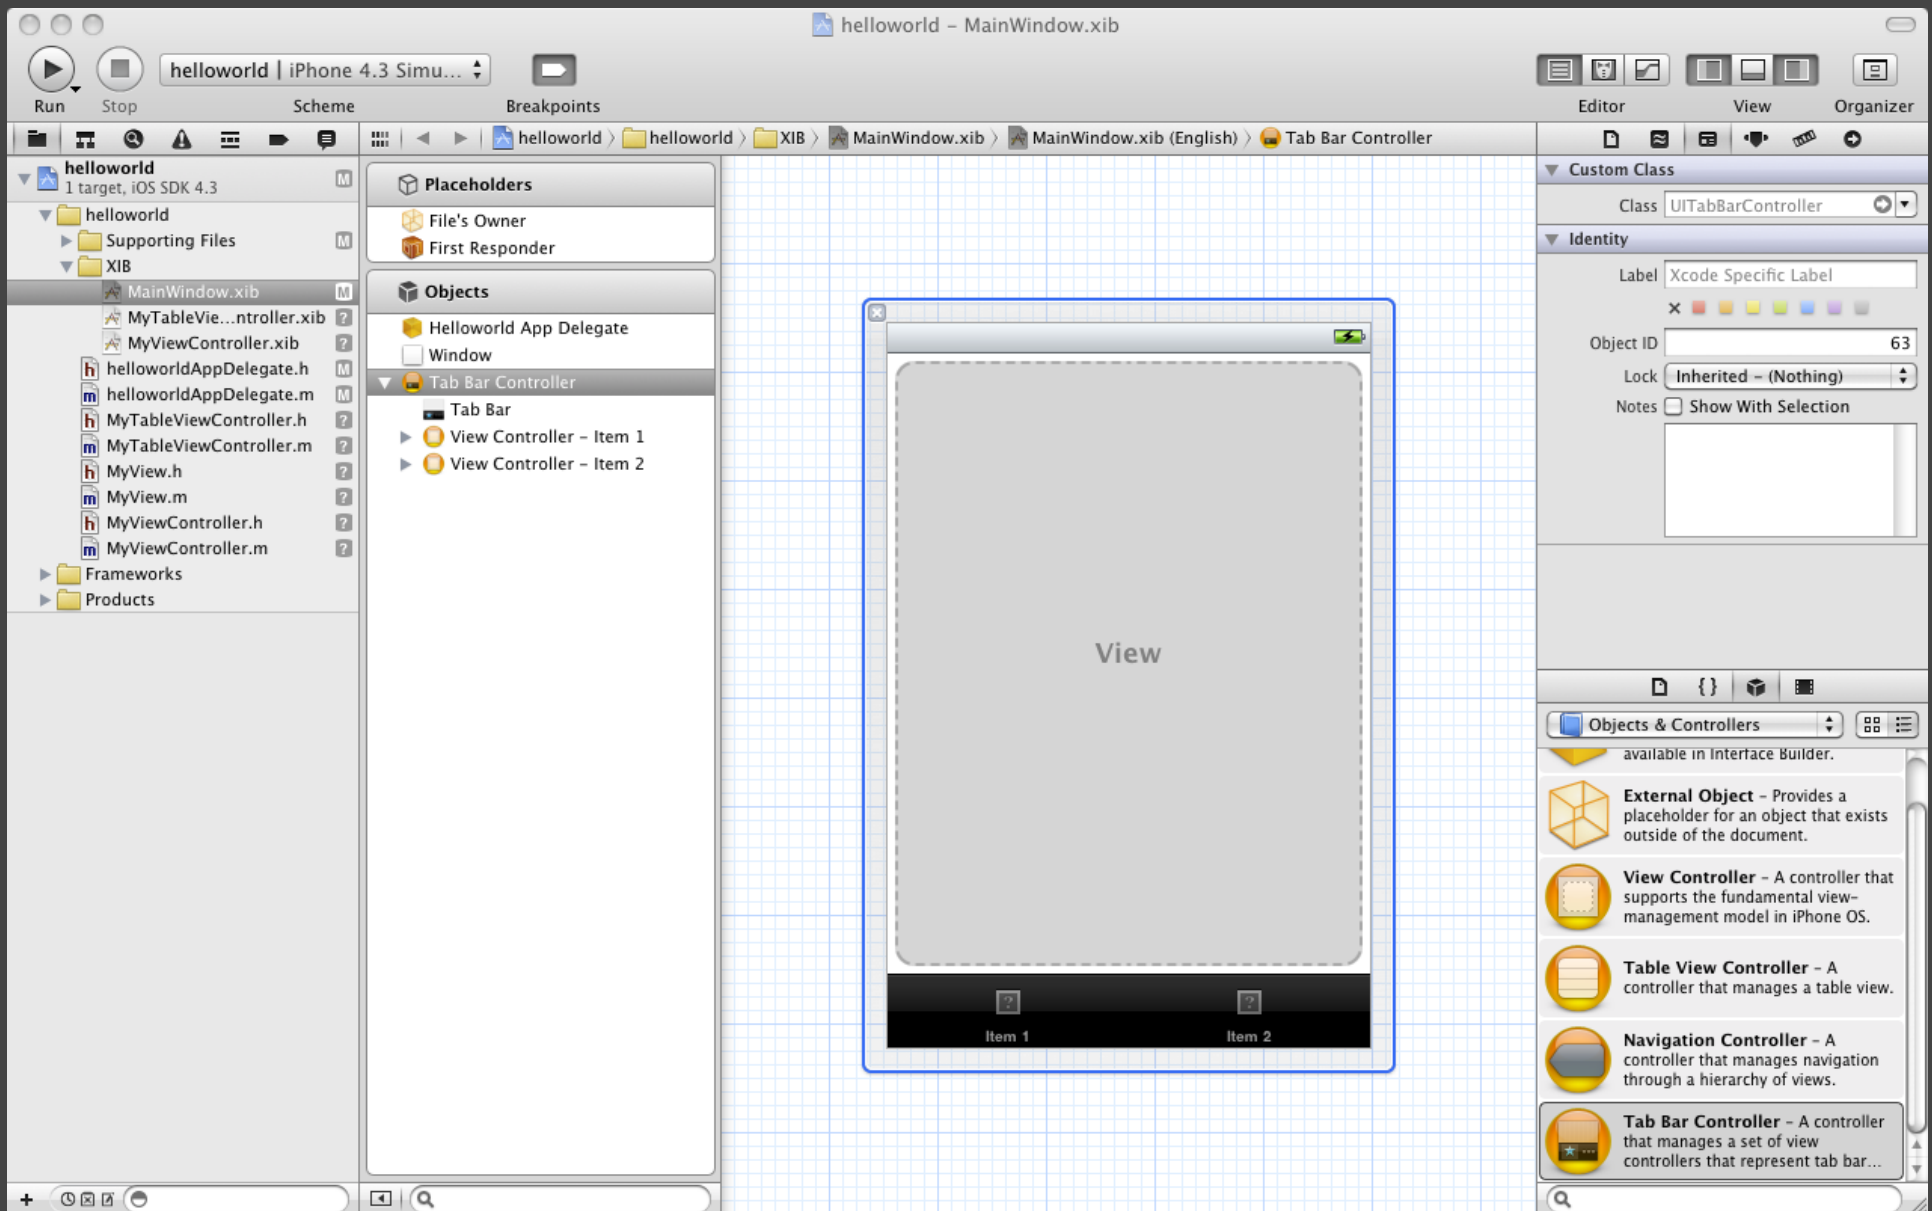 helloworld – MainWindow.xib
helloworld | iPhone 4.3 Simu...
Run
Stop
Scheme
Breakpoints
Editor
View
Organizer
helloworld
helloworld
XIB
MainWindow.xib
MainWindow.xib (English)
Tab Bar Controller
helloworld
1 target, iOS SDK 4.3
M
helloworld
Supporting Files
M
XIB
MainWindow.xib
M
MyTableVie...ntroller.xib
?
MyViewController.xib
?
helloworldAppDelegate.h
M
helloworldAppDelegate.m
M
MyTableViewController.h
?
MyTableViewController.m
?
MyView.h
?
MyView.m
?
MyViewController.h
?
MyViewController.m
?
Frameworks
Products
Placeholders
File's Owner
First Responder
Objects
Helloworld App Delegate
Window
Tab Bar Controller
Tab Bar
View Controller – Item 1
View Controller – Item 2
View
?
?
Item 1
Item 2
Custom Class
Class
UITabBarController
Identity
Label
Xcode Specific Label
Object ID
63
Lock
Inherited – (Nothing)
Notes
Show With Selection
{ }
Objects & Controllers
available in Interface Builder.
External Object – Provides a
placeholder for an object that exists
outside of the document.
View Controller – A controller that
supports the fundamental view–
management model in iPhone OS.
Table View Controller – A
controller that manages a table view.
Navigation Controller – A
controller that manages navigation
through a hierarchy of views.
Tab Bar Controller – A controller
that manages a set of view
controllers that represent tab bar...